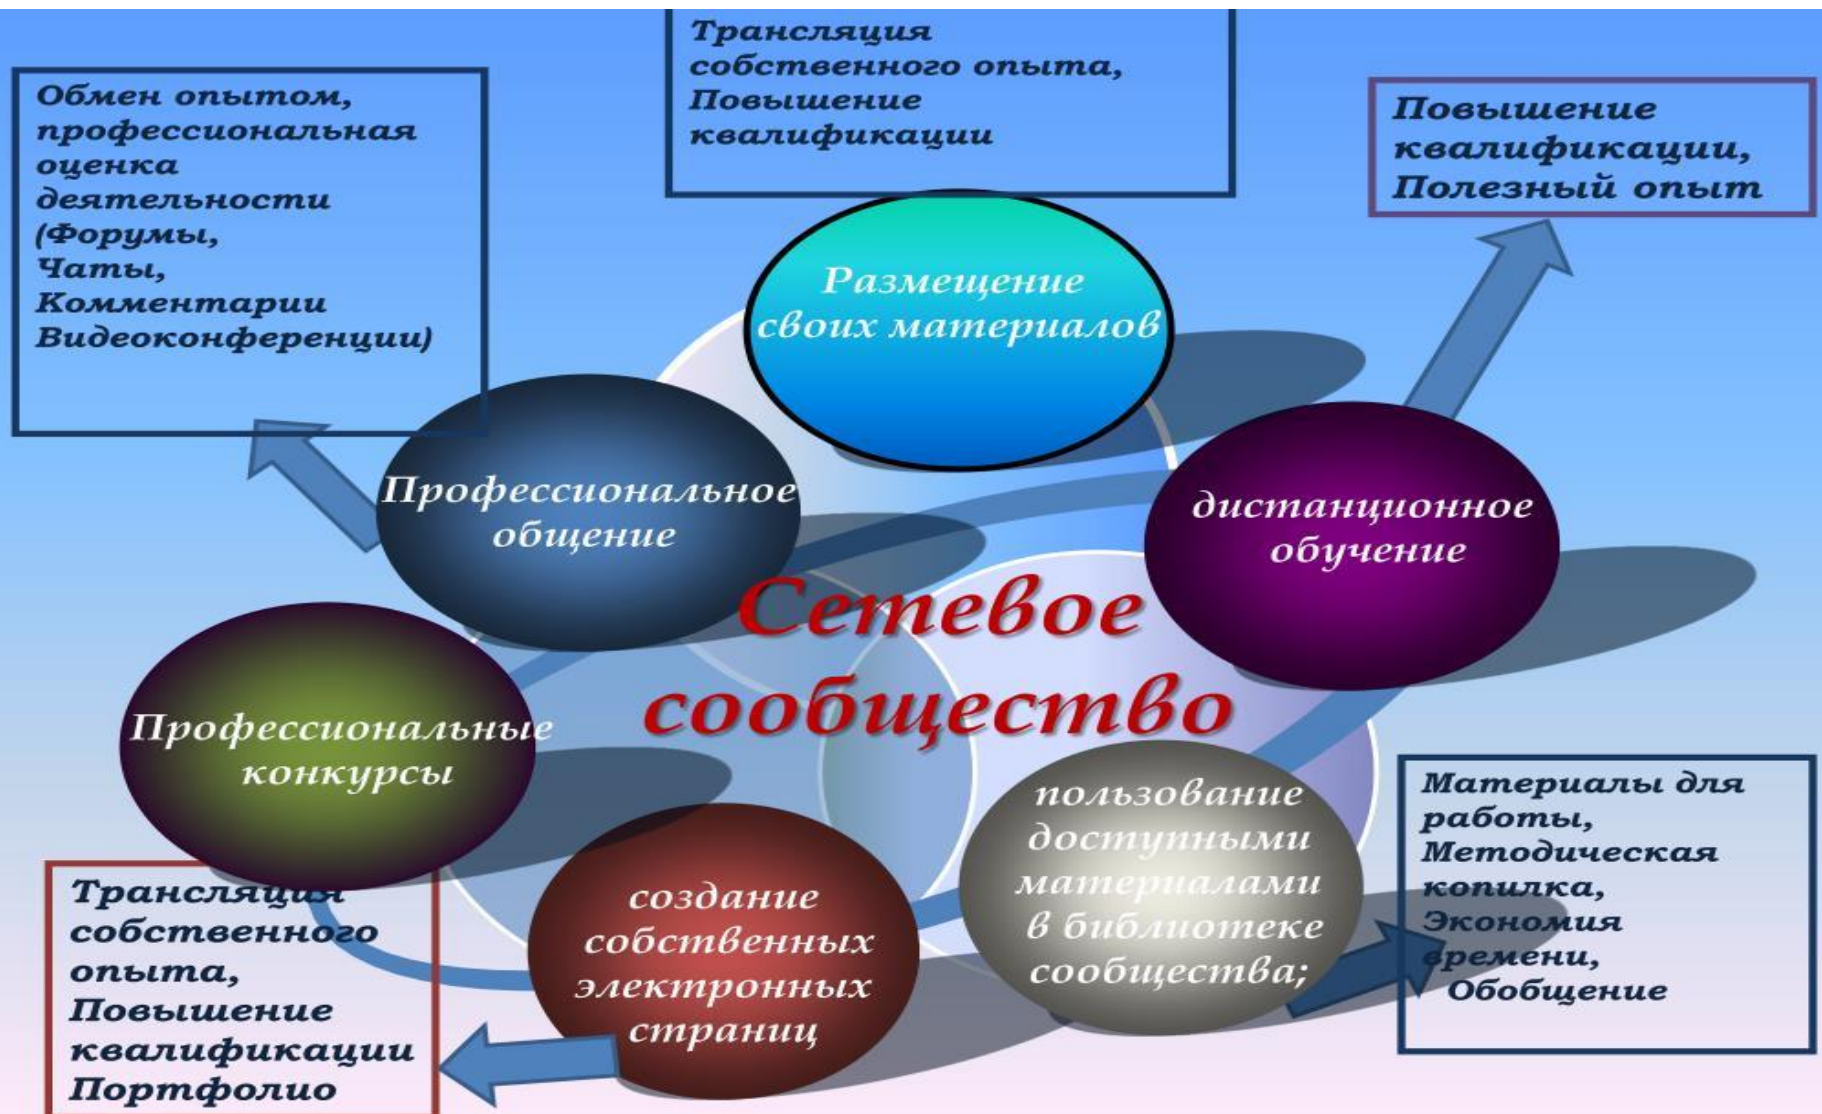 Трансляция
собственного опыта,
Повышение
квалификации
Обмен опытом,
профессиональная
оценка
деятельности
(Форумы,
Чаты,
Комментарии
Видеоконференции)
Повышение
квалификации,
Полезный опыт
Размещение
своих материалов
Профессиональное
общение
дистанционное
обучение
Сетевое
сообщество
Профессиональные
конкурсы
пользование
доступными
материалами
в библиотеке
сообщества;
Материалы для
работы,
Методическая
копилка,
Экономия
времени,
Обобщение
создание
собственных
электронных
страниц
Трансляция
собственного
опыта,
Повышение
квалификации
Портфолио